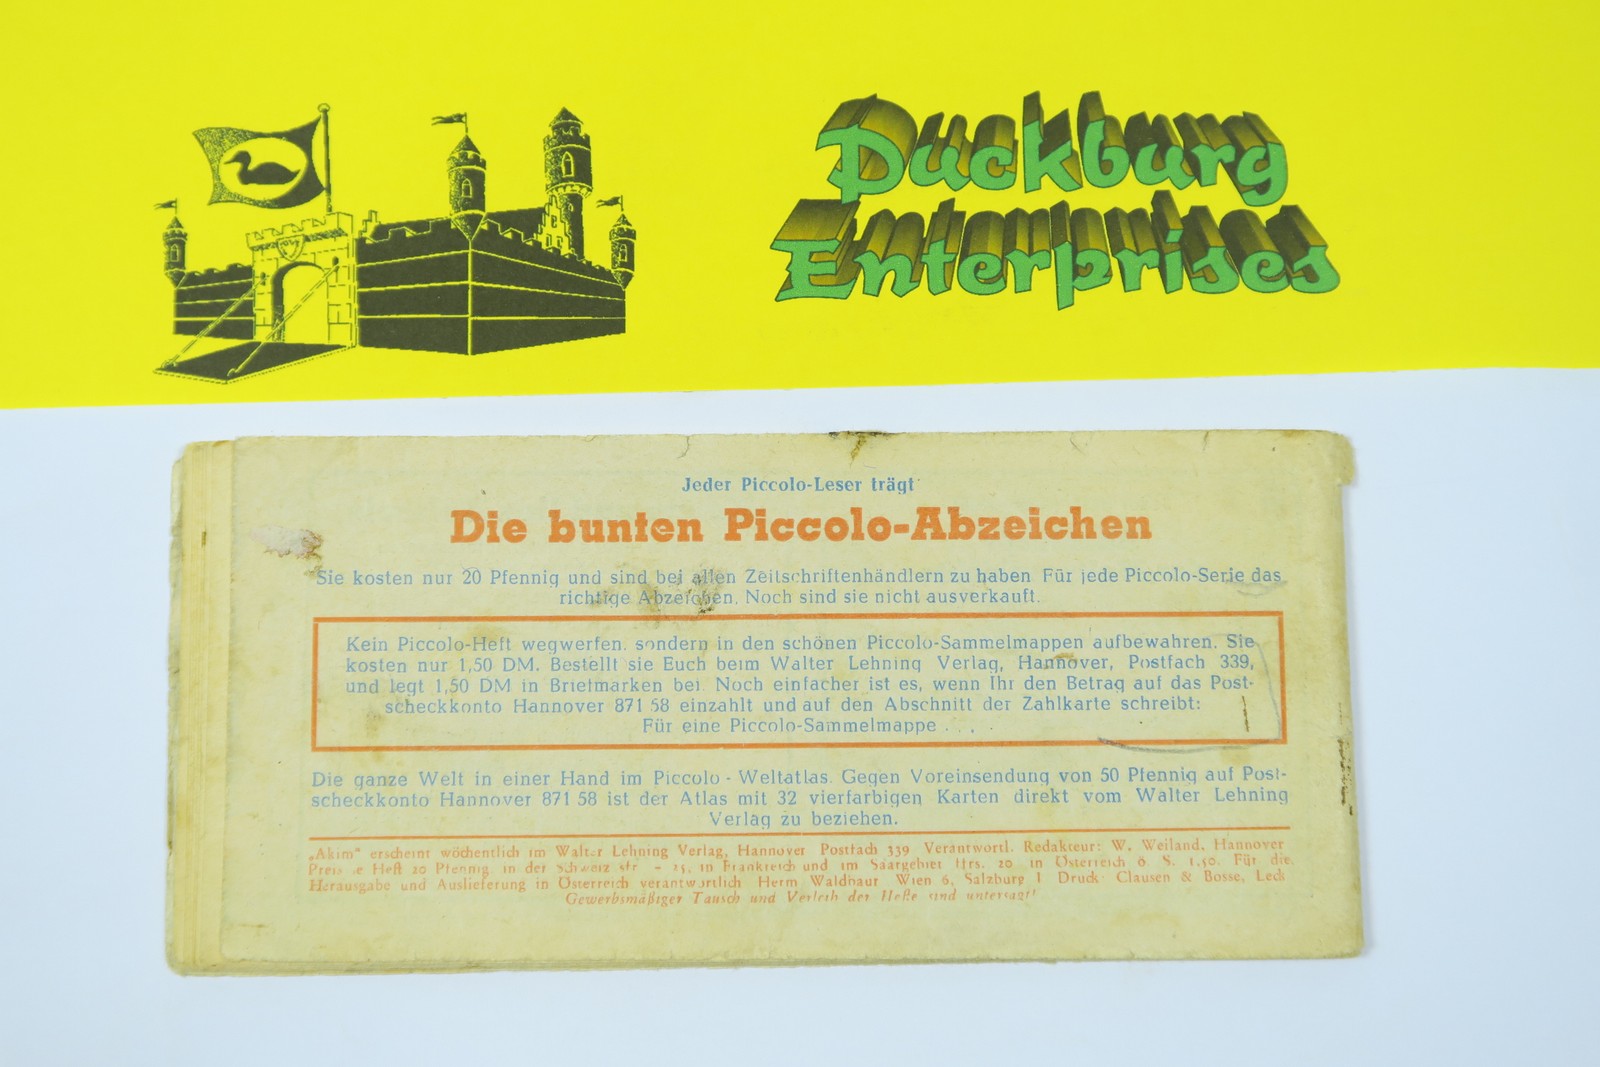 Duckburg
Enterprises
Jeder Piccolo-Leser trägt
Die bunten Piccolo-Abzeichen
Sie kosten nur 20 Pfennig und sind bei allen Zeitschriftenhändlern zu haben Für jede Piccolo-Serie das
richtige Abzeichen. Noch sind sie nicht ausverkauft.
Kein Piccolo-Heft wegwerfen, sondern in den schönen Piccolo-Sammelmappen aufbewahren. Sie
kosten nur 1,50 DM. Bestellt sie Euch beim Walter Lehning Verlag, Hannover, Postfach 339,
und legt 1,50 DM in Briefmarken bei. Noch einfacher ist es, wenn Ihr den Betrag auf das Post-
scheckkonto Hannover 871 58 einzahlt und auf den Abschnitt der Zahlkarte schreibt:
Für eine Piccolo-Sammelmappe . . .
Die ganze Welt in einer Hand im Piccolo - Weltatlas. Gegen Voreinsendung von 50 Pfennig auf Post-
scheckkonto Hannover 871 58 ist der Atlas mit 32 vierfarbigen Karten direkt vom Walter Lehning
Verlag zu beziehen.
„Akim“ erscheint wöchentlich im Walter Lehning Verlag, Hannover Postfach 339 Verantwortl. Redakteur: W. Weiland, Hannover
Preis je Heft 20 Pfennig in der Schweiz sfr - 25, in Frankreich und im Saargebiet ffrs. 20 in Österreich ö. S. 1.50. Für die
Herausgabe und Auslieferung in Österreich verantwortlich Herm Waldbaur Wien 6, Salzburg 1 Druck: Clausen & Bosse, Leck
Gewerbsmäßiger Tausch und Verleih der Hefte sind untersagt!